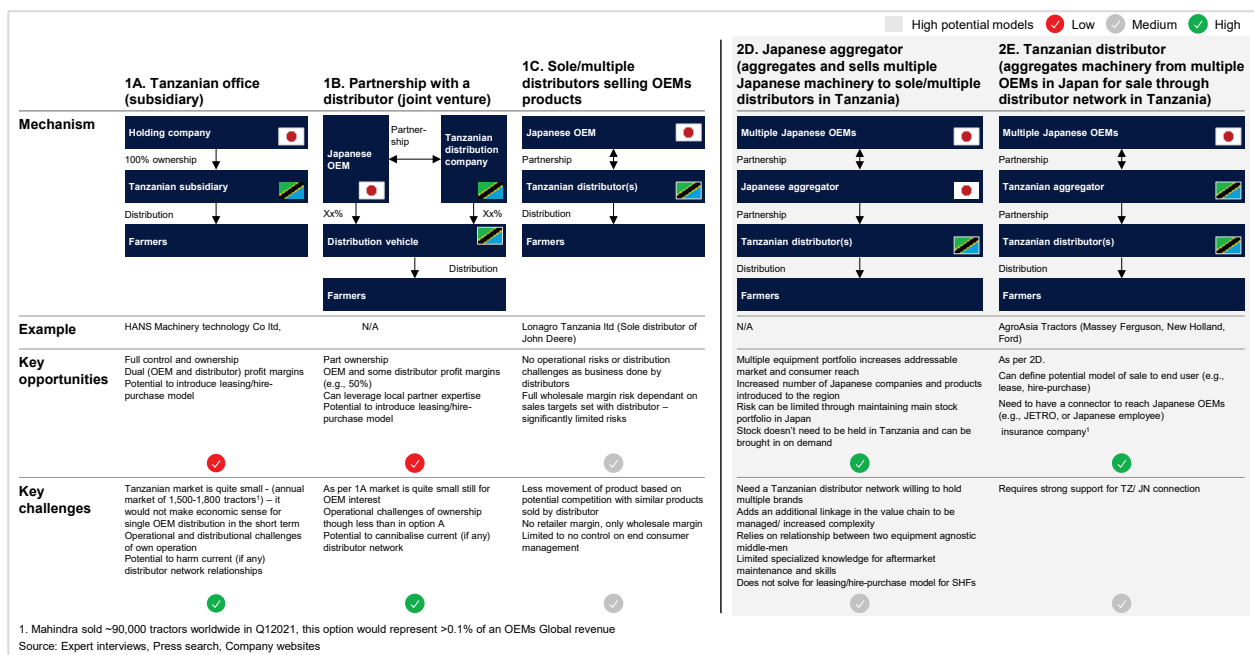 High potential models
Low
Medium
High
1A. Tanzanian office
(subsidiary)
1B. Partnership with a
distributor (joint venture)
1C. Sole/multiple
distributors selling OEMs
products
2D. Japanese aggregator
(aggregates and sells multiple
Japanese machinery to sole/multiple
distributors in Tanzania)
2E. Tanzanian distributor
(aggregates machinery from multiple
OEMs in Japan for sale through
distributor network in Tanzania)
Mechanism
Holding company
100% ownership
Tanzanian subsidiary
Distribution
Farmers
Japanese
OEM
Partner-
ship
Tanzanian
distribution
company
Xx%
Xx%
Distribution vehicle
Distribution
Farmers
Japanese OEM
Partnership
Tanzanian distributor(s)
Distribution
Farmers
Multiple Japanese OEMs
Partnership
Japanese aggregator
Partnership
Tanzanian distributor(s)
Distribution
Farmers
Multiple Japanese OEMs
Partnership
Tanzanian aggregator
Partnership
Tanzanian distributor(s)
Distribution
Farmers
Example
HANS Machinery technology Co ltd,
N/A
Lonagro Tanzania ltd (Sole distributor of
John Deere)
N/A
AgroAsia Tractors (Massey Ferguson, New Holland,
Ford)
Key
opportunities
Full control and ownership
Dual (OEM and distributor) profit margins
Potential to introduce leasing/hire-
purchase model
Part ownership
OEM and some distributor profit margins
(e.g., 50%)
Can leverage local partner expertise
Potential to introduce leasing/hire-
purchase model
No operational risks or distribution
challenges as business done by
distributors
Full wholesale margin risk dependant on
sales targets set with distributor –
significantly limited risks
Multiple equipment portfolio increases addressable
market and consumer reach
Increased number of Japanese companies and products
introduced to the region
Risk can be limited through maintaining main stock
portfolio in Japan
Stock doesn't need to be held in Tanzania and can be
brought in on demand
As per 2D.
Can define potential model of sale to end user (e.g.,
lease, hire-purchase)
Need to have a connector to reach Japanese OEMs
(e.g., JETRO, or Japanese employee)
insurance company1
Key
challenges
Tanzanian market is quite small - (annual
market of 1,500-1,800 tractors1) – it
would not make economic sense for
single OEM distribution in the short term
Operational and distributional challenges
of own operation
Potential to harm current (if any)
distributor network relationships
As per 1A market is quite small still for
OEM interest
Operational challenges of ownership
though less than in option A
Potential to cannibalise current (if any)
distributor network
Less movement of product based on
potential competition with similar products
sold by distributor
No retailer margin, only wholesale margin
Limited to no control on end consumer
management
Need a Tanzanian distributor network willing to hold
multiple brands
Adds an additional linkage in the value chain to be
managed/ increased complexity
Relies on relationship between two equipment agnostic
middle-men
Limited specialized knowledge for aftermarket
maintenance and skills
Does not solve for leasing/hire-purchase model for SHFs
Requires strong support for TZ/ JN connection
1. Mahindra sold ~90,000 tractors worldwide in Q12021, this option would represent >0.1% of an OEMs Global revenue
Source: Expert interviews, Press search, Company websites